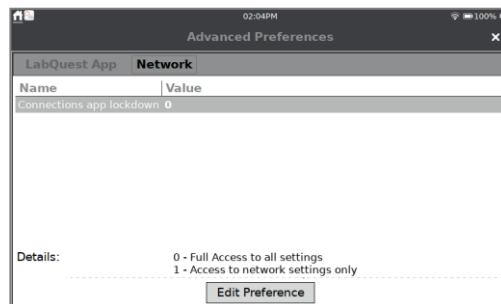 02:04PM 100%
Advanced Preferences ×
LabQuest App Network
Name Value
Connections app lockdown 0
Details: 0 - Full Access to all settings
1 - Access to network settings only
Edit Preference